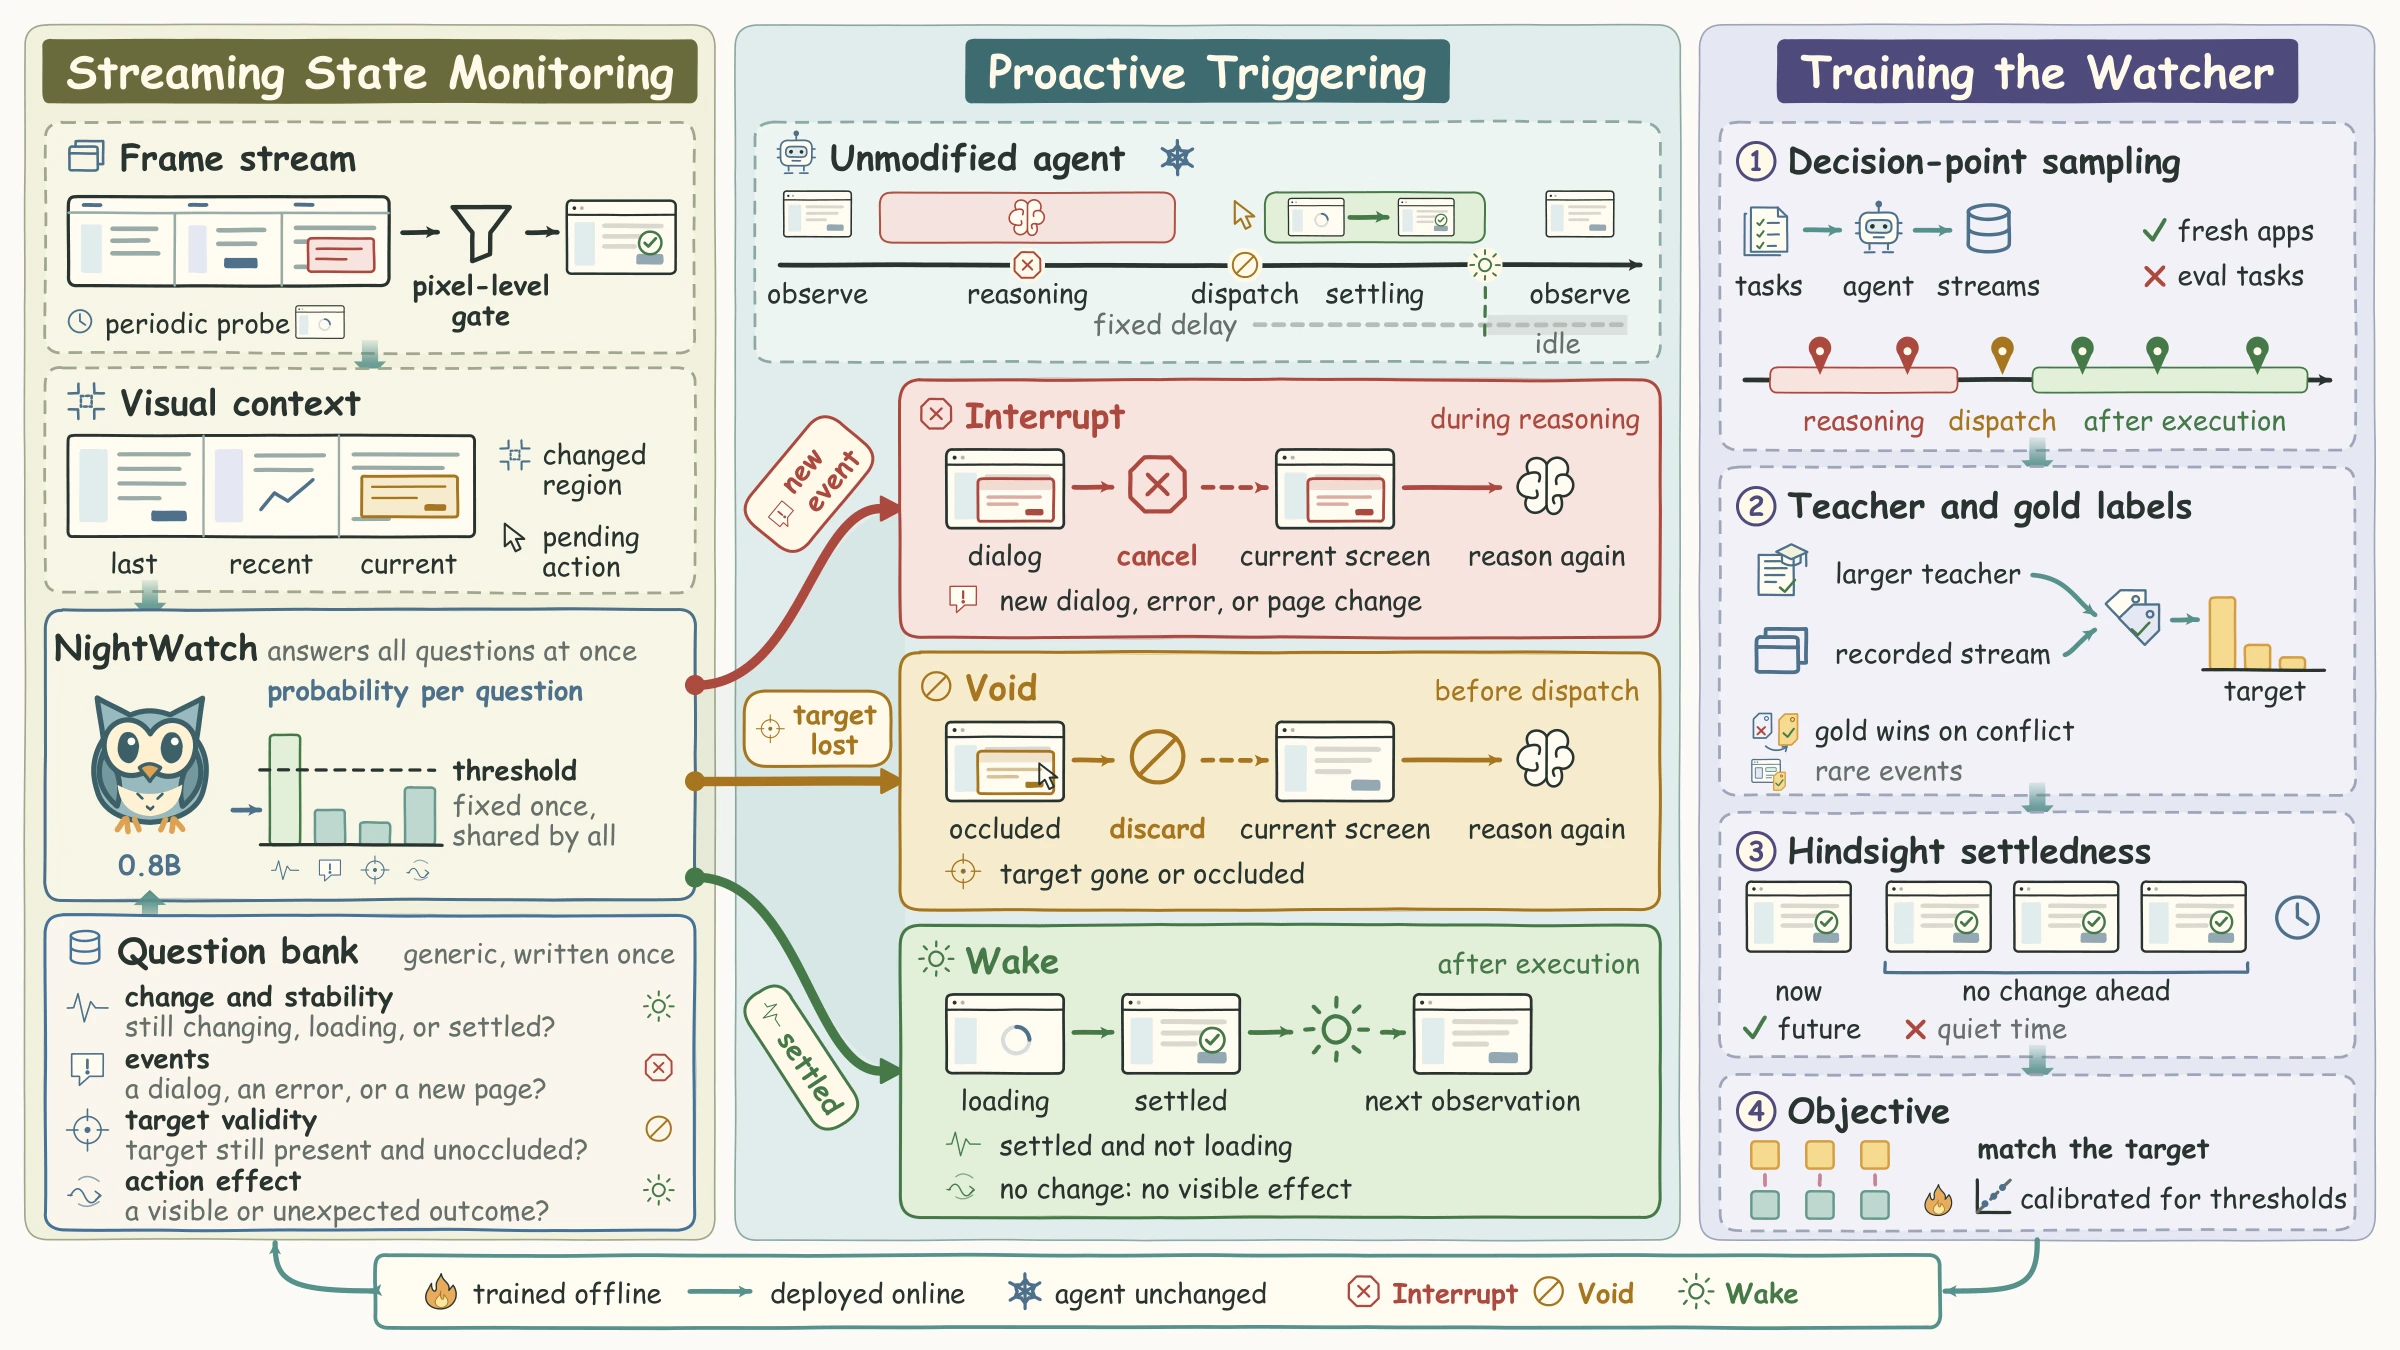 Streaming State Monitoring
Frame stream
pixel-level
gate
periodic probe
Visual context
changed
region
pending
action
last
recent
current
NightWatch answers all questions at once
probability per question
threshold
fixed once,
shared by all
0.8B
Question bank
generic, written once
change and stability
still changing, loading, or settled?
events
a dialog, an error, or a new page?
target validity
target still present and unoccluded?
action effect
a visible or unexpected outcome?
Proactive Triggering
Unmodified agent
observe
reasoning
dispatch
settling
observe
fixed delay
idle
new
event
target
lost
settled
Interrupt
during reasoning
dialog
cancel
current screen
reason again
new dialog, error, or page change
Void
before dispatch
occluded
discard
current screen
reason again
target gone or occluded
Wake
after execution
loading
settled
next observation
settled and not loading
no change: no visible effect
Training the Watcher
1 Decision-point sampling
tasks
agent
streams
fresh apps
eval tasks
reasoning
dispatch
after execution
2 Teacher and gold labels
larger teacher
recorded stream
target
gold wins on conflict
rare events
3 Hindsight settledness
now
no change ahead
future
quiet time
4 Objective
match the target
calibrated for thresholds
trained offline
deployed online
agent unchanged
Interrupt
Void
Wake